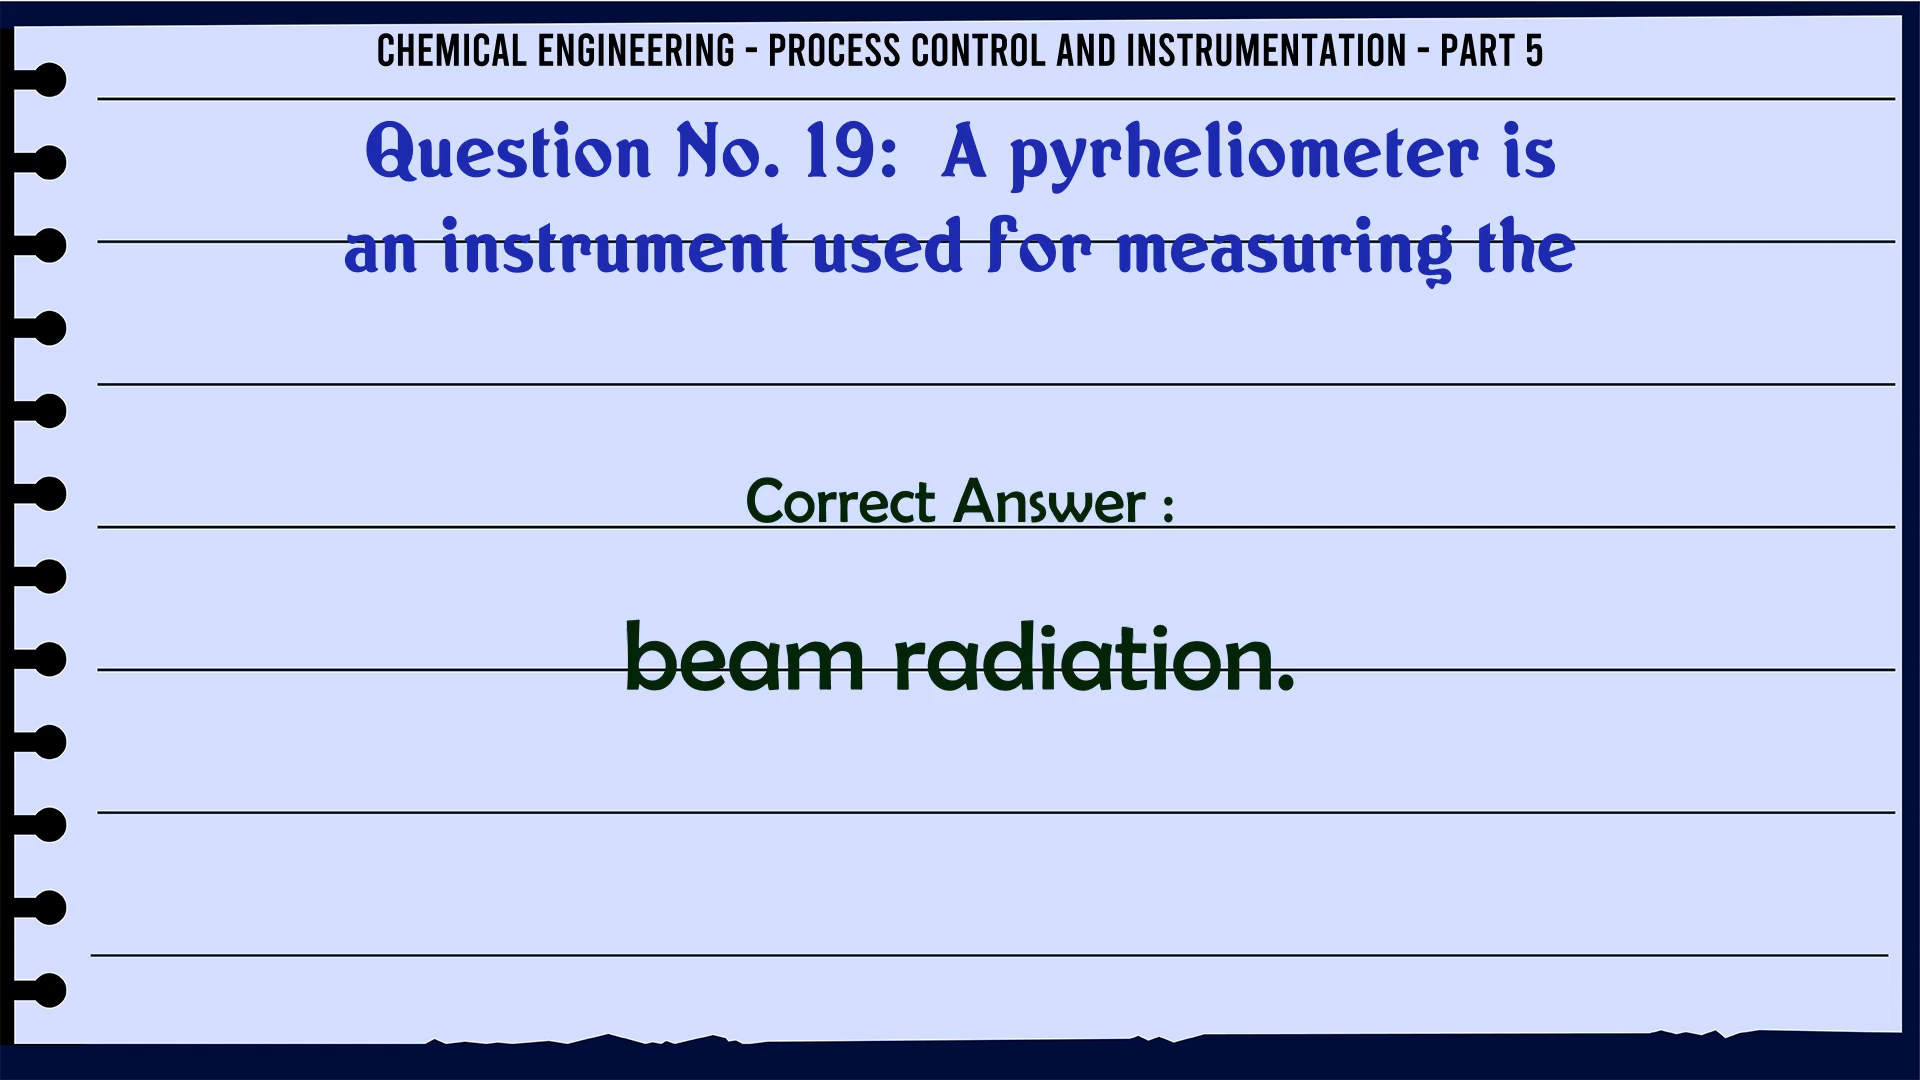 CHEMICAL ENGINEERING - PROCESS CONTROL AND INSTRUMENTATION - PART 5
Question No. 19:  A pyrheliometer is
an instrument used for measuring the
Correct Answer :
beam radiation.